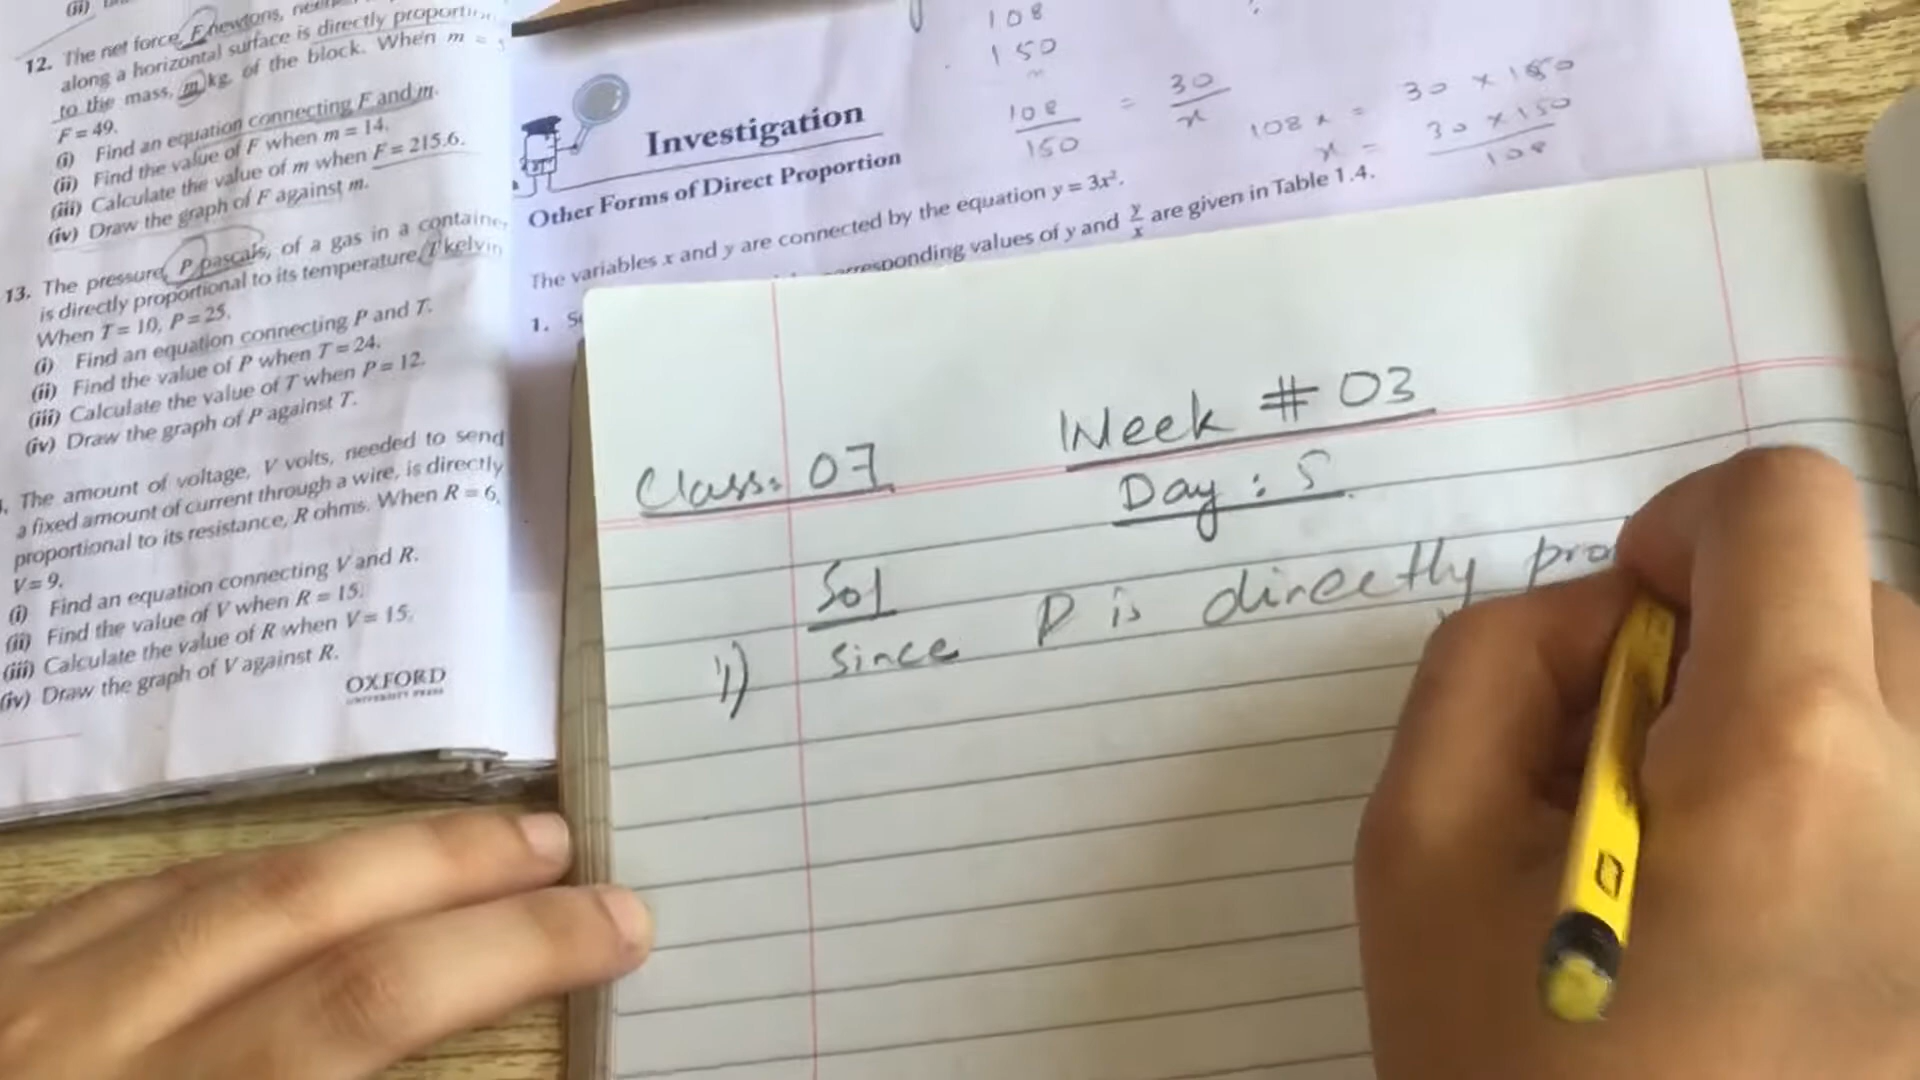 12. The net force, F newtons,
along a horizontal surface is directly
to the mass, m kg, of the block. When m =
F = 49.
(i) Find an equation connecting F and m.
(ii) Find the value of F when m = 14.
(iii) Calculate the value of m when F = 215.6.
(iv) Draw the graph of F against m.
13. The pressure, P pascals, of a gas in a container
is directly proportional to its temperature, T kelvin
When T = 10, P = 25.
(i) Find an equation connecting P and T.
(ii) Find the value of P when T = 24.
(iii) Calculate the value of T when P = 12.
(iv) Draw the graph of P against T.
The amount of voltage, V volts, needed to send
a fixed amount of current through a wire, is directly
proportional to its resistance, R ohms. When R = 6,
V = 9.
(i) Find an equation connecting V and R.
(ii) Find the value of V when R = 15.
(iii) Calculate the value of R when V = 15.
(iv) Draw the graph of V against R.
OXFORD
UNIVERSITY PRESS
108
150
108/150 = 30/x
108x = 30 × 150
x = 30 × 150/108
Investigation
Other Forms of Direct Proportion
The variables x and y are connected by the equation y = 3x².
values of y and y/x are given in Table 1.4.
1.
Week # 03
Class: 07
Day: 5
Sol
i) since P is directly pro